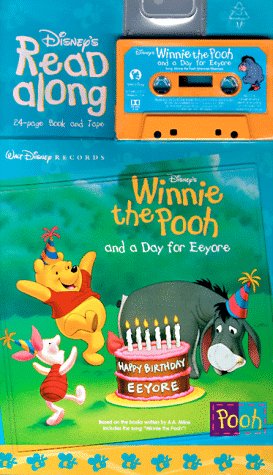 DISNEY'S
Read
along
24-page Book and Tape
Disney's
Winnie the Pooh
and a Day for Eeyore
WALT DISNEY RECORDS
DISNEY'S
Winnie
the Pooh
and a Day for Eeyore
HAPPY BIRTHDAY
EEYORE
Based on the books written by A.A. Milne
Includes the song "Winnie the Pooh"!
Pooh